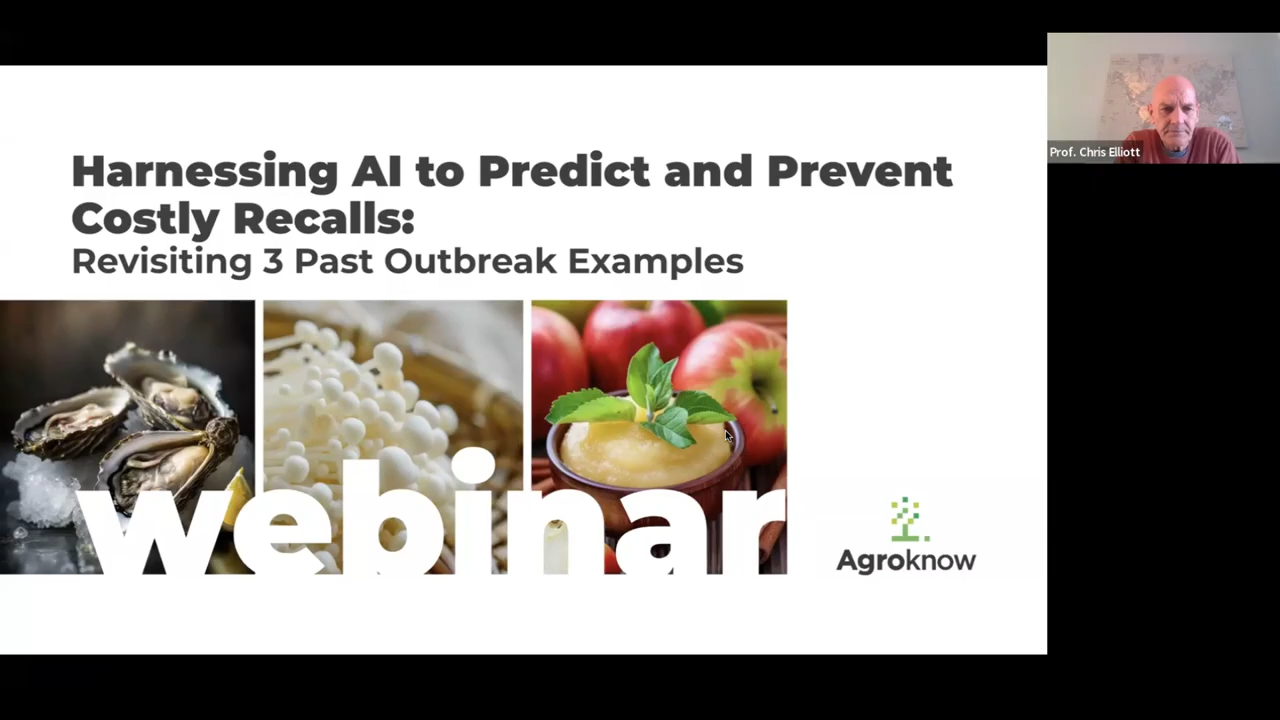 Harnessing AI to Predict and Prevent
Costly Recalls:
Revisiting 3 Past Outbreak Examples
webinar
Agroknow
Prof. Chris Elliott